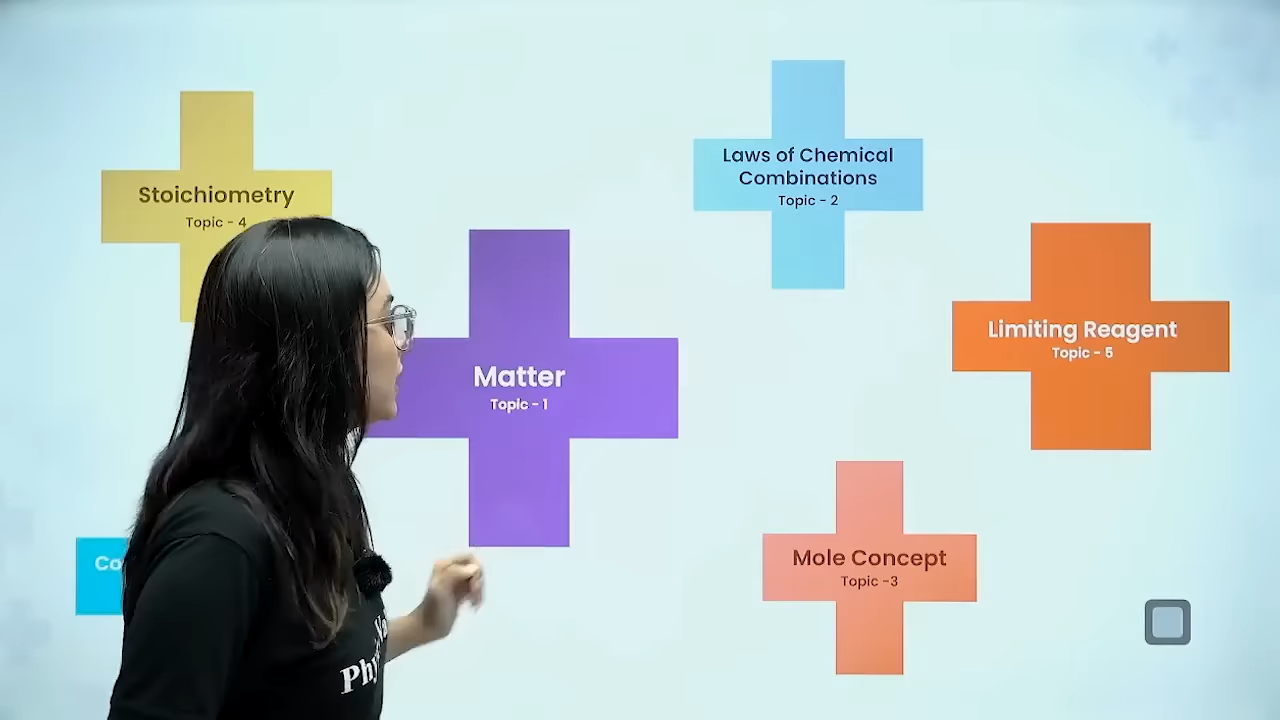 Stoichiometry
Topic - 4
Laws of Chemical
Combinations
Topic - 2
Matter
Topic - 1
Limiting Reagent
Topic - 5
Mole Concept
Topic -3